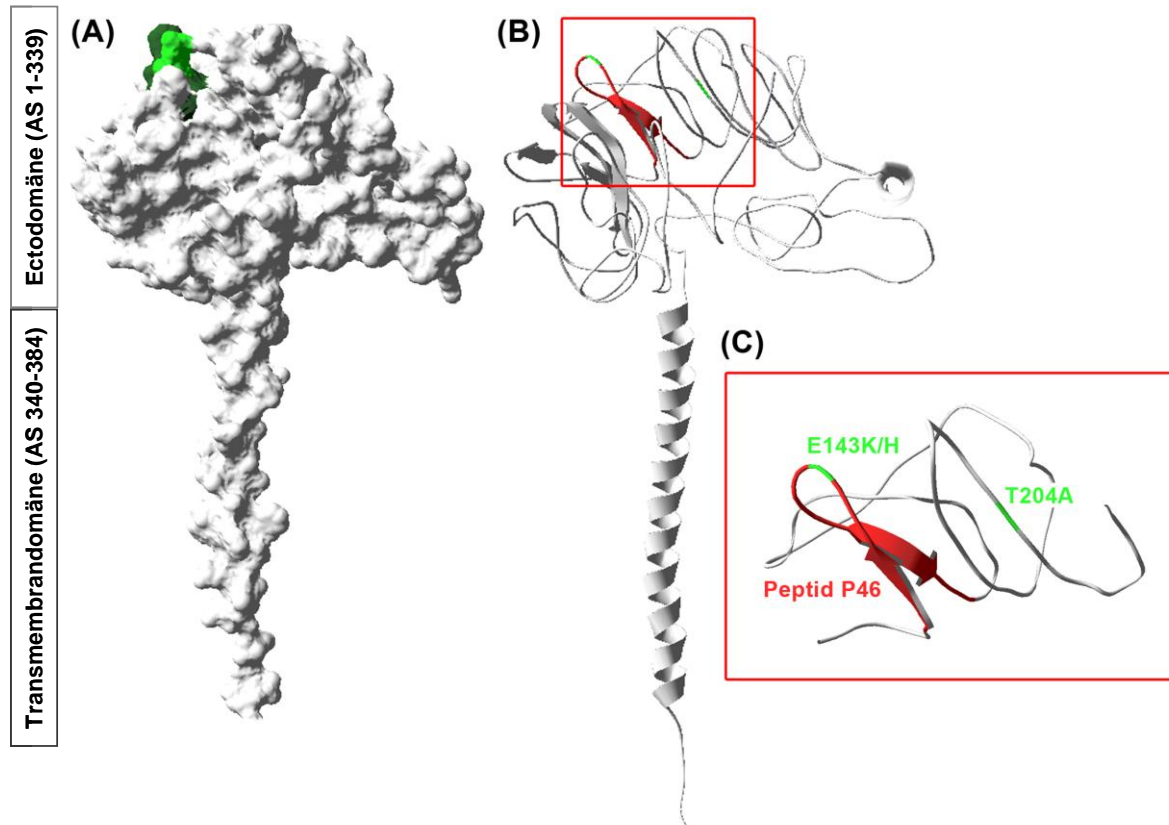 Ectodomäne (AS 1-339)
Transmembrandomäne (AS 340-384)
(A)
(B)
(C)
E143K/H
T204A
Peptid P46